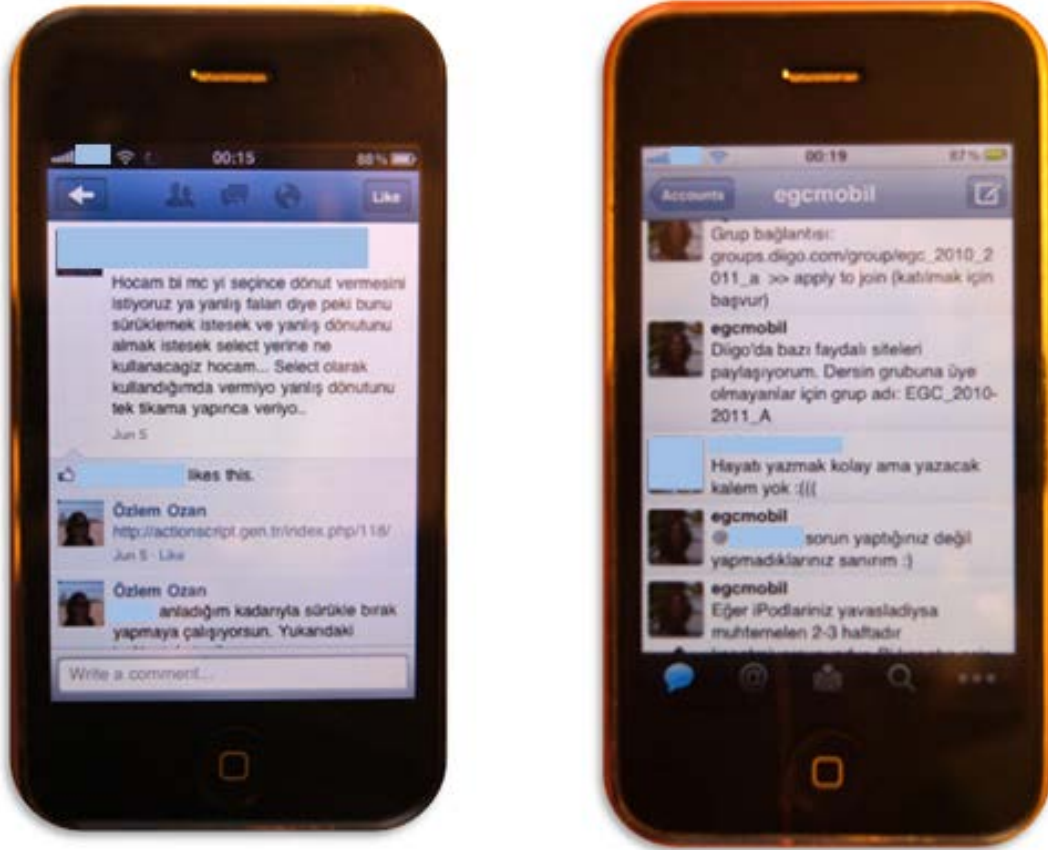 00:15
88%
Like
Hocam bi mc yi seçince dönut vermesini
istiyoruz ya yanlış falan diye peki bunu
sürüklemek istesek ve yanlış dönutunu
almak istesek select yerine ne
kullanacagiz hocam... Select olarak
kullandığımda vermiyo yanlış dönutunu
tek tikama yapınca veriyo..
Jun 5
likes this.
Özlem Ozan
http://actionscript.gen.tr/index.php/118/
Jun 5 · Like
Özlem Ozan
anladığım kadarıyla sürükle bırak
yapmaya çalışıyorsun. Yukarıdaki
Write a comment...
00:19
87%
Accounts
egcmobil
Grup bağlantısı:
groups.diigo.com/group/egc_2010_2
011_a >> apply to join (katılmak için
başvur)
egcmobil
Diigo'da bazı faydalı siteleri
paylaşıyorum. Dersin grubuna üye
olmayanlar için grup adı: EGC_2010-
2011_A
Hayatı yazmak kolay ama yazacak
kalem yok :(((
egcmobil
@ sorun yaptığınız değil
yapmadıklarınız sanırım :)
egcmobil
Eğer iPodlariniz yavasladiysa
muhtemelen 2-3 haftadır